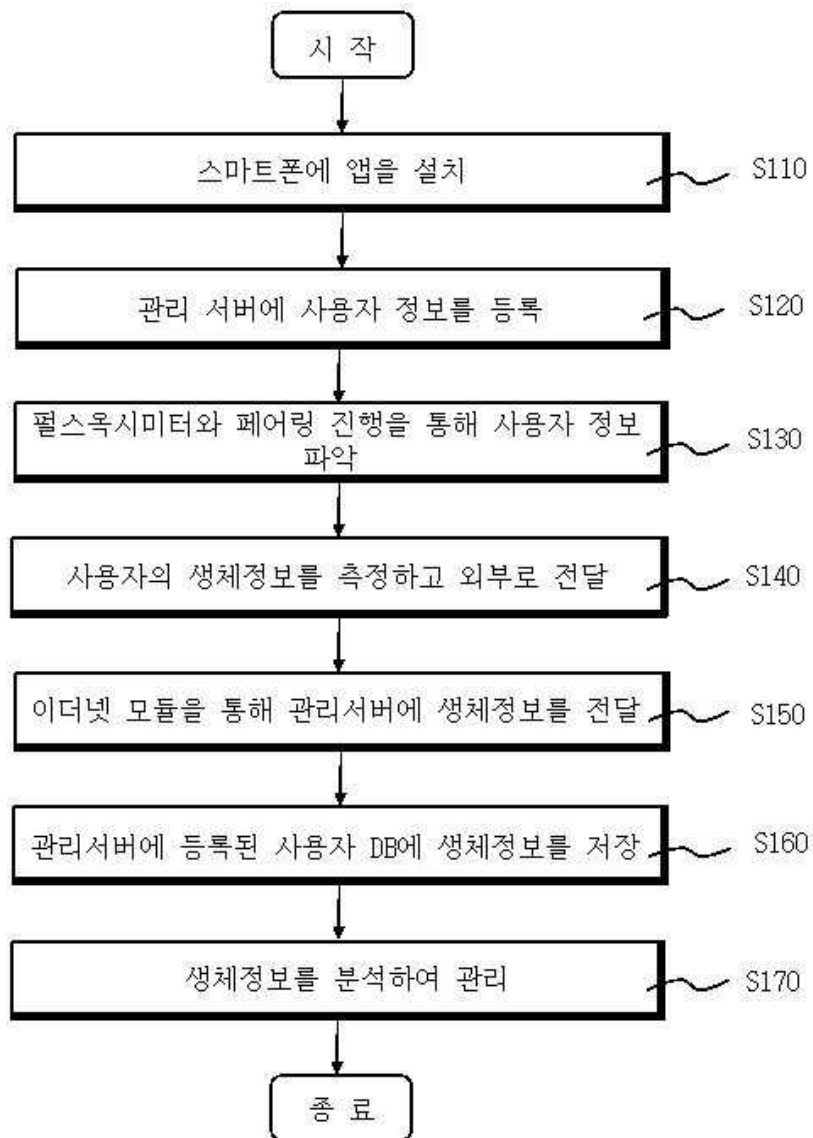 시 작
스마트폰에 앱을 설치
S110
관리 서버에 사용자 정보를 등록
S120
펄스옥시미터와 페어링 진행을 통해 사용자 정보
파악
S130
사용자의 생체정보를 측정하고 외부로 전달
S140
이더넷 모듈을 통해 관리서버에 생체정보를 전달
S150
관리서버에 등록된 사용자 DB에 생체정보를 저장
S160
생체정보를 분석하여 관리
S170
종 료